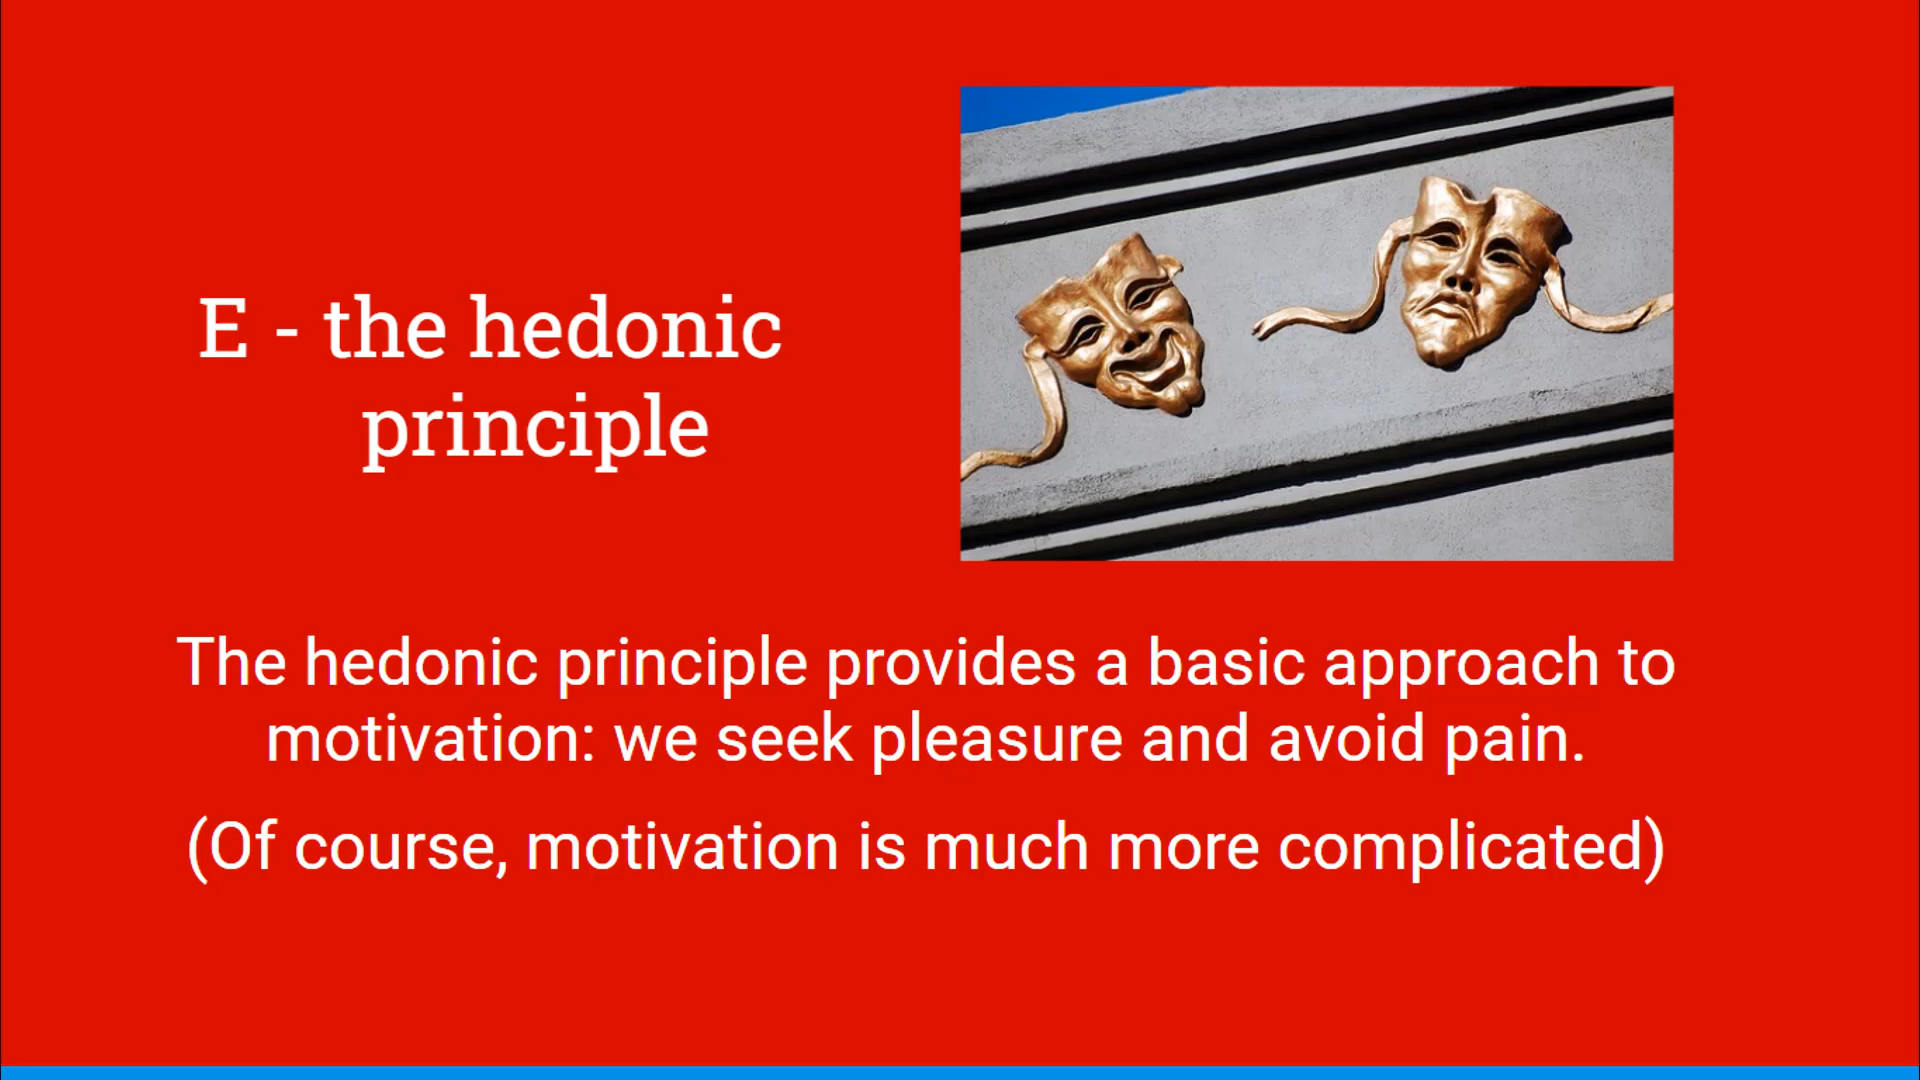 E - the hedonic
principle
The hedonic principle provides a basic approach to
motivation: we seek pleasure and avoid pain.
(Of course, motivation is much more complicated)